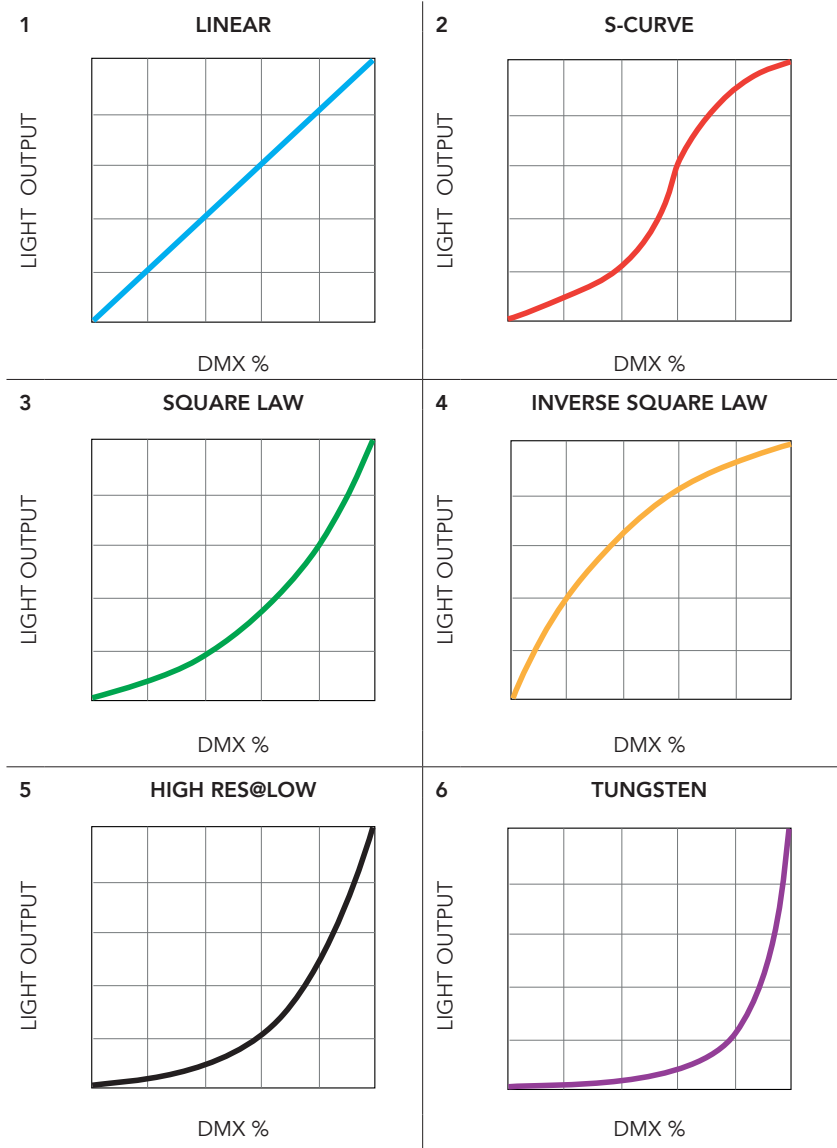 1
LINEAR
LIGHT OUTPUT
DMX %
2
S-CURVE
LIGHT OUTPUT
DMX %
3
SQUARE LAW
LIGHT OUTPUT
DMX %
4
INVERSE SQUARE LAW
LIGHT OUTPUT
DMX %
5
HIGH RES@LOW
LIGHT OUTPUT
DMX %
6
TUNGSTEN
LIGHT OUTPUT
DMX %